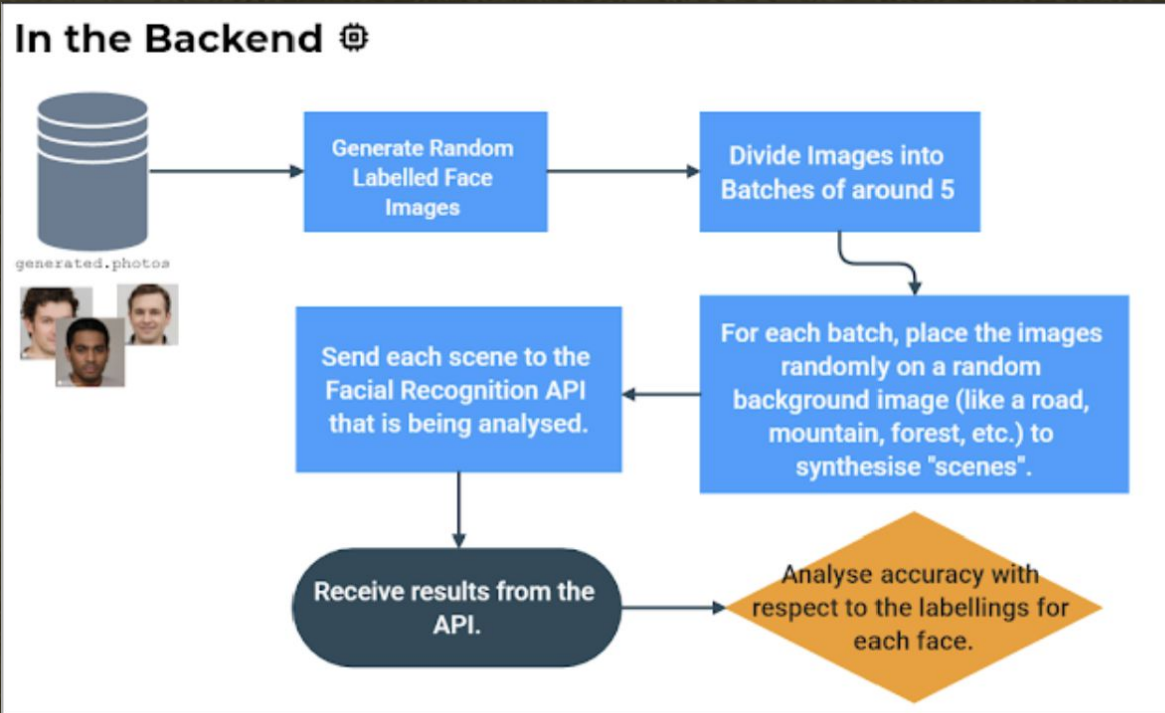 In the Backend
Generate Random
Labelled Face
Images
Divide Images into
Batches of around 5
generated.photos
For each batch, place the images
randomly on a random
background image (like a road,
mountain, forest, etc.) to
synthesise "scenes".
Send each scene to the
Facial Recognition API
that is being analysed.
Receive results from the
API.
Analyse accuracy with
respect to the labellings for
each face.